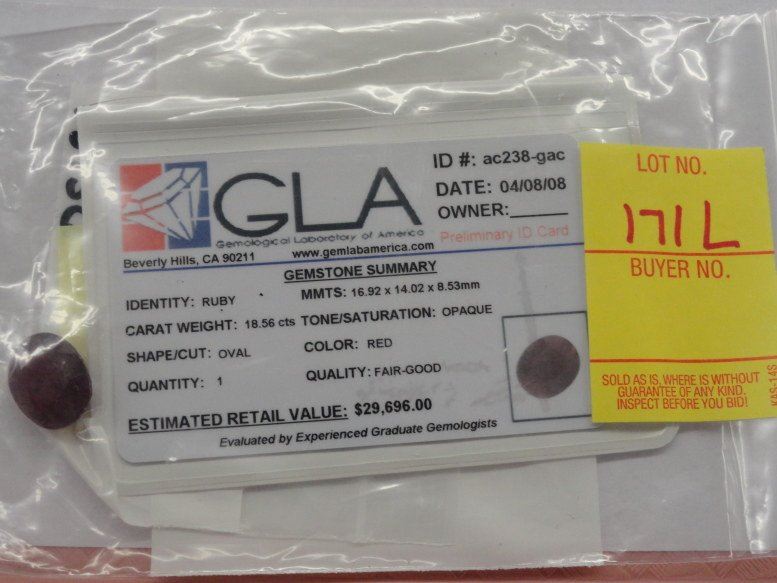 GLA
Gemological Laboratory of America
Beverly Hills, CA 90211
www.gemlabamerica.com
ID #: ac238-gac
DATE: 04/08/08
OWNER:______
Preliminary ID Card
GEMSTONE SUMMARY
IDENTITY: RUBY
MMTS: 16.92 x 14.02 x 8.53mm
CARAT WEIGHT: 18.56 cts
TONE/SATURATION: OPAQUE
SHAPE/CUT: OVAL
COLOR: RED
QUANTITY: 1
QUALITY: FAIR-GOOD
ESTIMATED RETAIL VALUE: $29,696.00
Evaluated by Experienced Graduate Gemologists
LOT NO.
171L
BUYER NO.
SOLD AS IS, WHERE IS WITHOUT
GUARANTEE OF ANY KIND.
INSPECT BEFORE YOU BID!